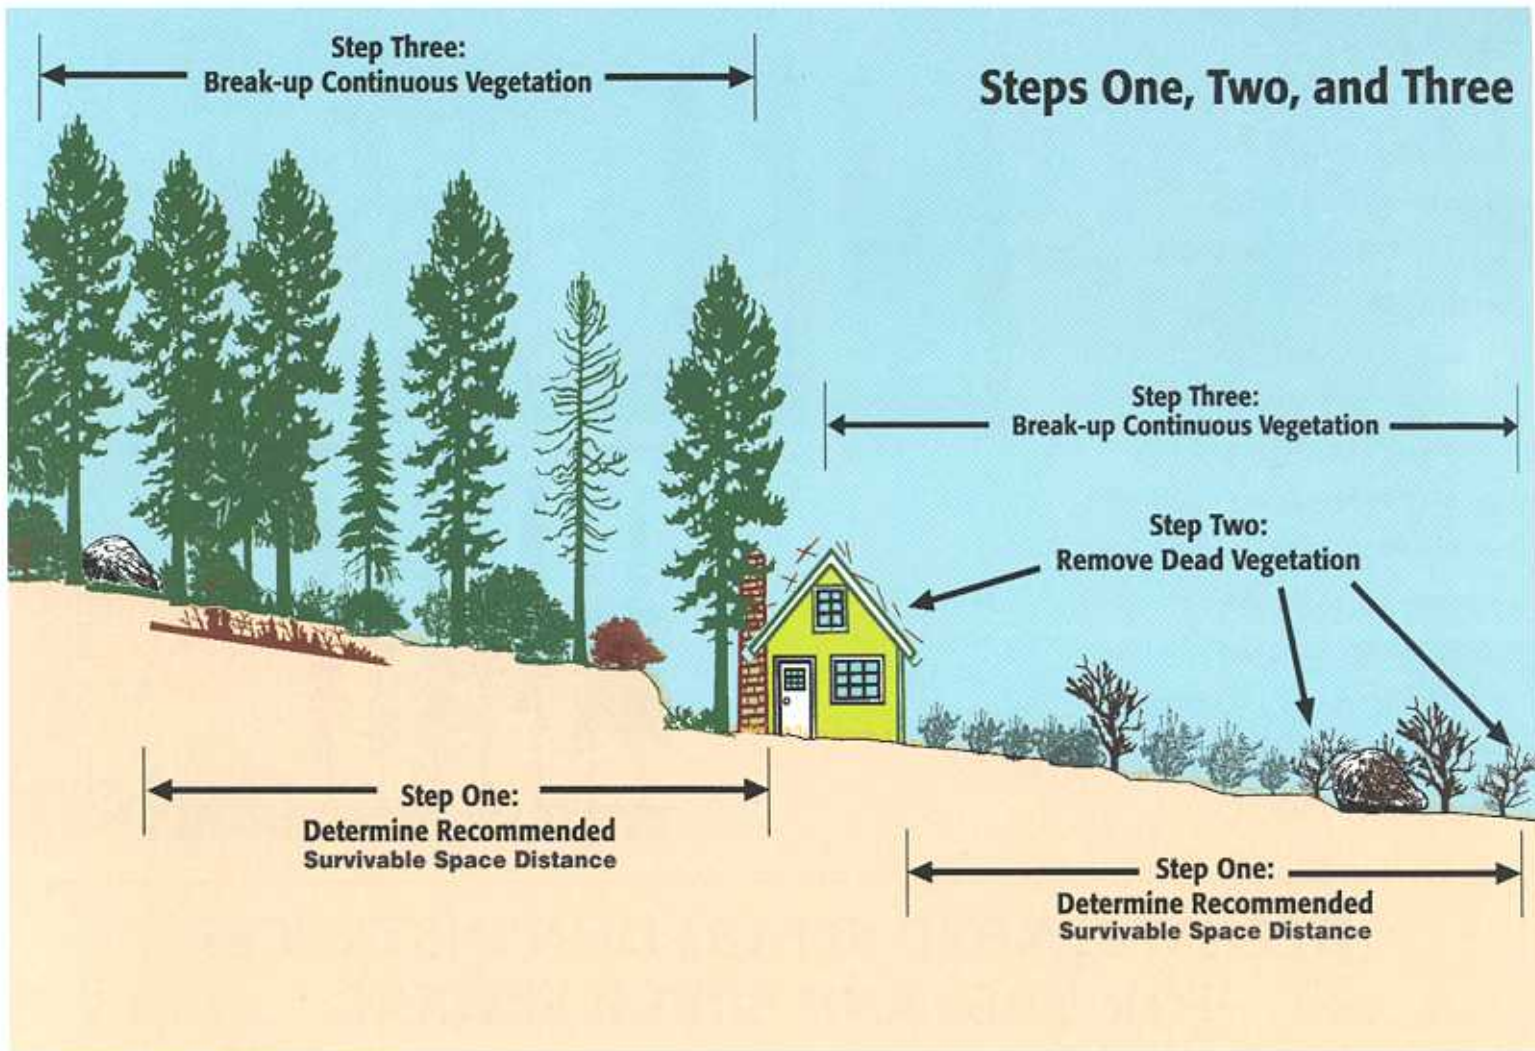 Step Three:
Break-up Continuous Vegetation
Steps One, Two, and Three
Step Three:
Break-up Continuous Vegetation
Step Two:
Remove Dead Vegetation
Step One:
Determine Recommended
Survivable Space Distance
Step One:
Determine Recommended
Survivable Space Distance